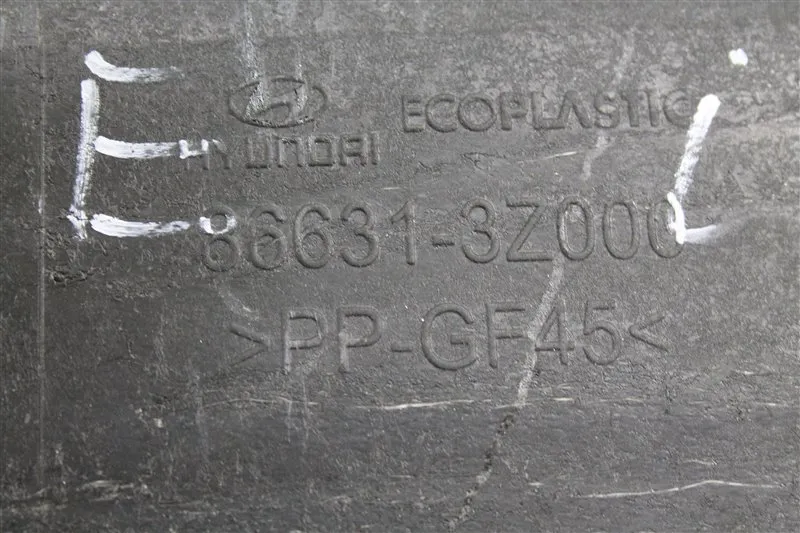 E.
ECOPLASTIC
HYUNDAI
86631-3Z000
>PP-GF45<